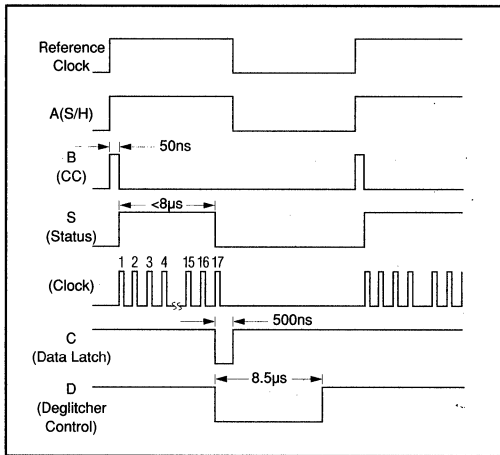 Reference
Clock
A(S/H)
50ns
B
(CC)
<8µs
S
(Status)
1 2 3 4 15 16 17
(Clock)
500ns
C
(Data Latch)
8.5µs
D
(Deglitcher
Control)